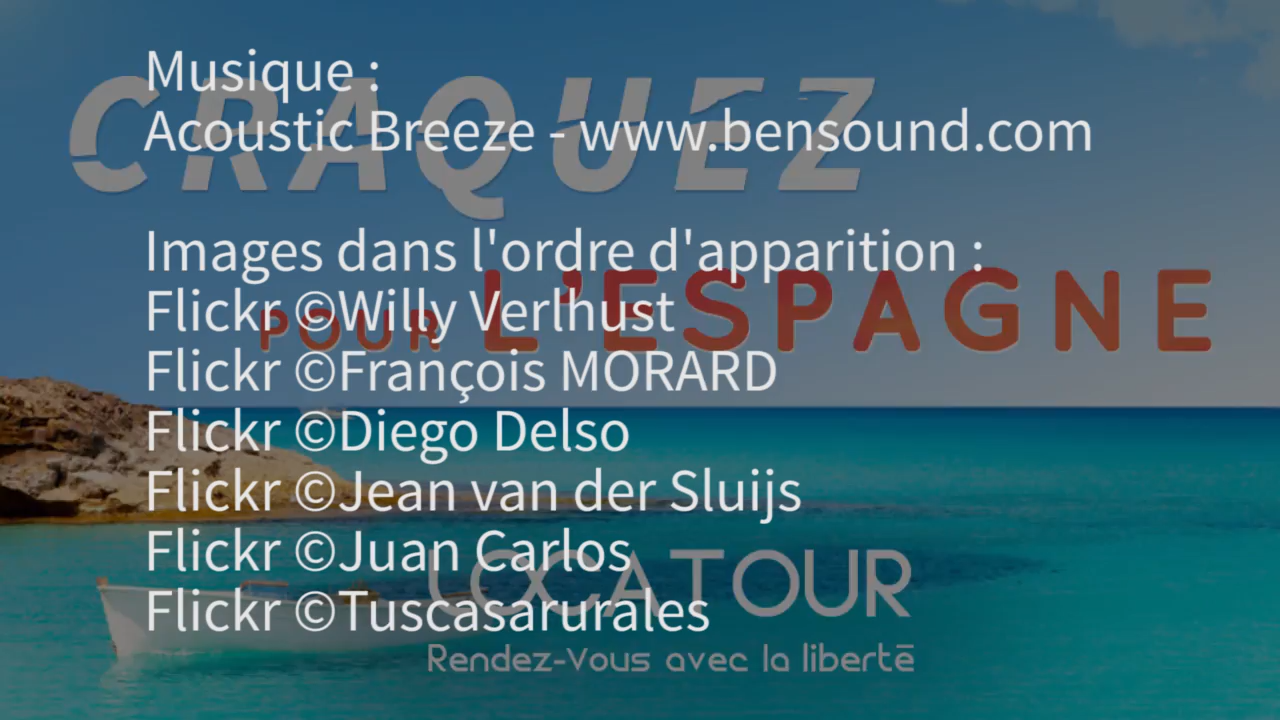 Musique :
Acoustic Breeze - www.bensound.com
Images dans l'ordre d'apparition :
Flickr ©Willy Verlhust
Flickr ©François MORARD
Flickr ©Diego Delso
Flickr ©Jean van der Sluijs
Flickr ©Juan Carlos
Flickr ©Tuscasarurales
CRAQUEZ
POUR L'ESPAGNE
LOCATOUR
Rendez-Vous avec la liberté